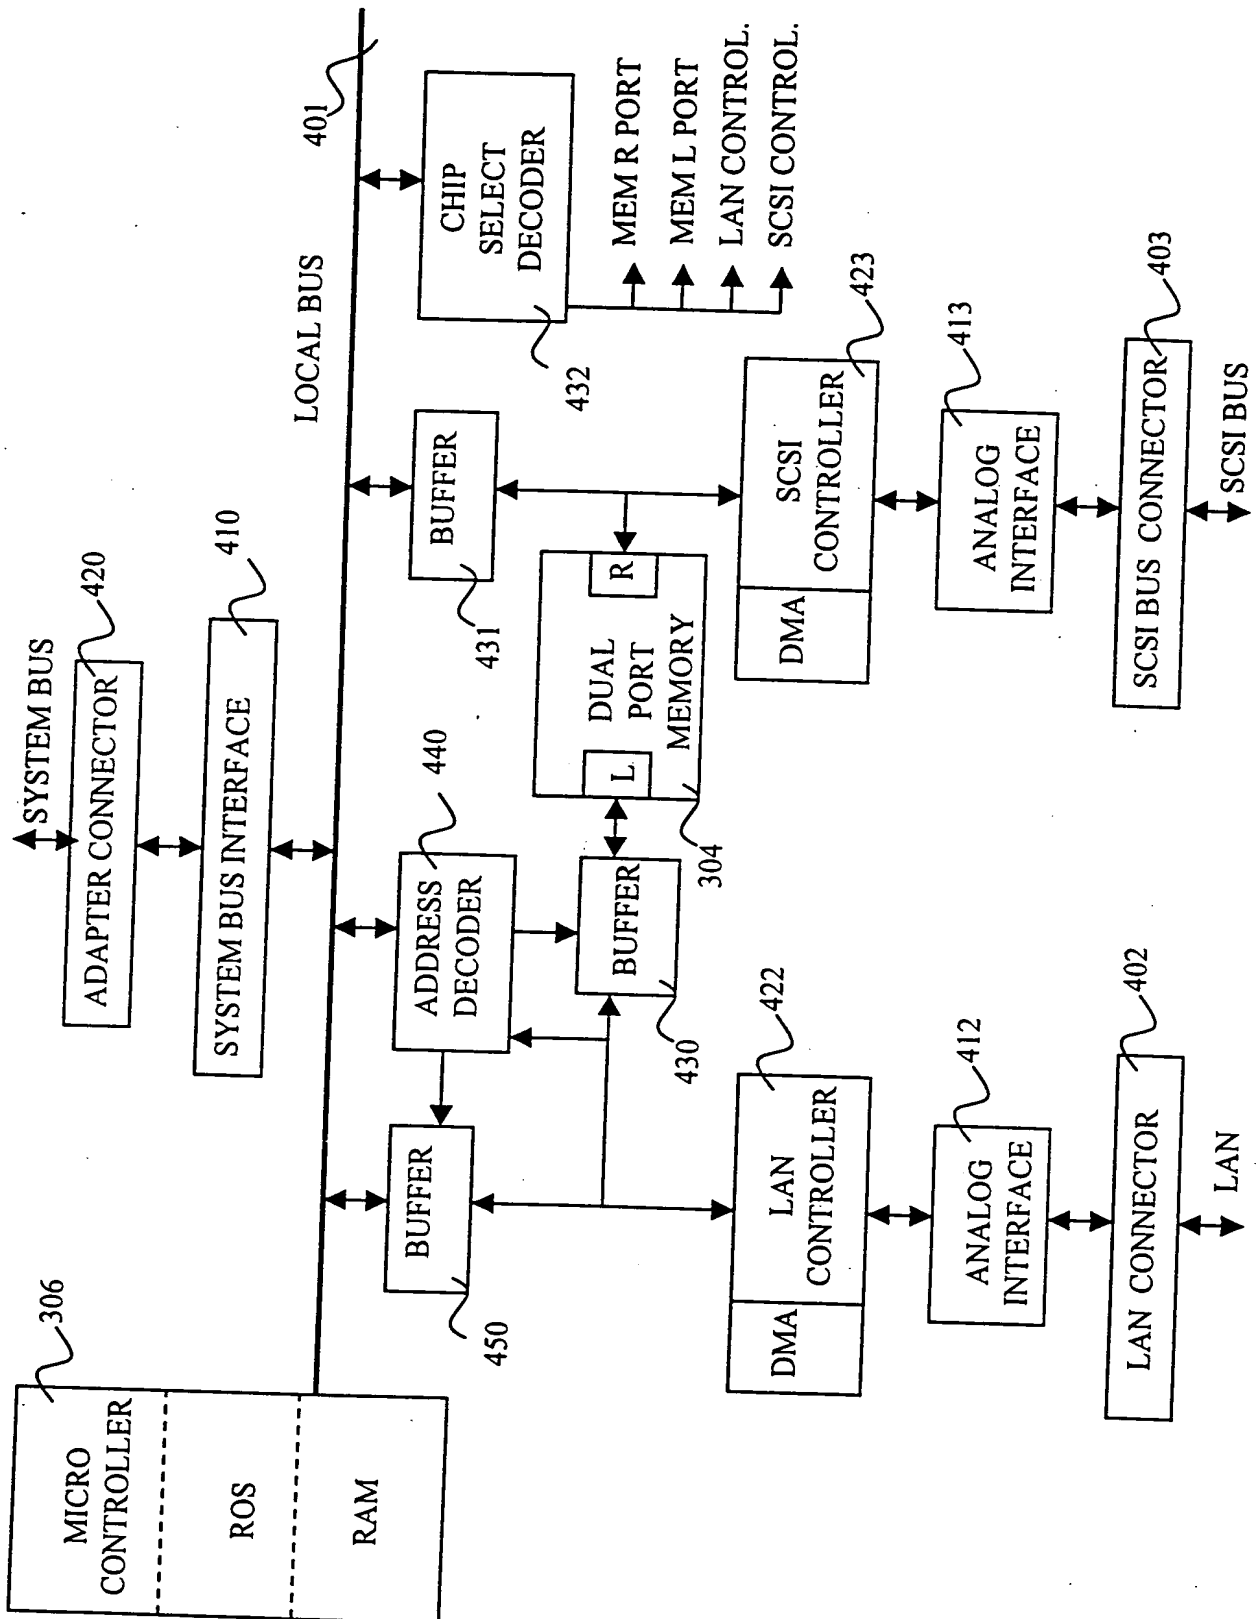 MICRO
CONTROLLER
ROS
RAM
306
SYSTEM BUS
ADAPTER CONNECTOR
420
SYSTEM BUS INTERFACE
410
LOCAL BUS
401
BUFFER
450
ADDRESS
DECODER
440
BUFFER
431
CHIP
SELECT
DECODER
432
MEM R PORT
MEM L PORT
LAN CONTROL.
SCSI CONTROL.
BUFFER
430
L
DUAL
PORT
MEMORY
R
304
DMA
LAN
CONTROLLER
422
DMA
SCSI
CONTROLLER
423
ANALOG
INTERFACE
412
ANALOG
INTERFACE
413
LAN CONNECTOR
402
SCSI BUS CONNECTOR
403
LAN
SCSI BUS